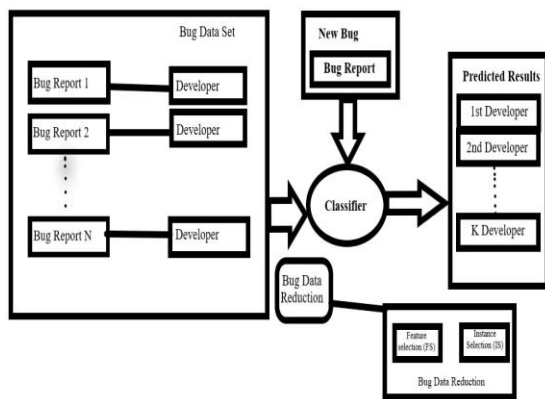 Bug Data Set
Bug Report 1
Developer
Bug Report 2
Developer
Bug Report N
Developer
New Bug
Bug Report
Classifier
Predicted Results
1st Developer
2nd Developer
K Developer
Bug Data
Reduction
Feature
selection (FS)
Instance
Selection (IS)
Bug Data Reduction